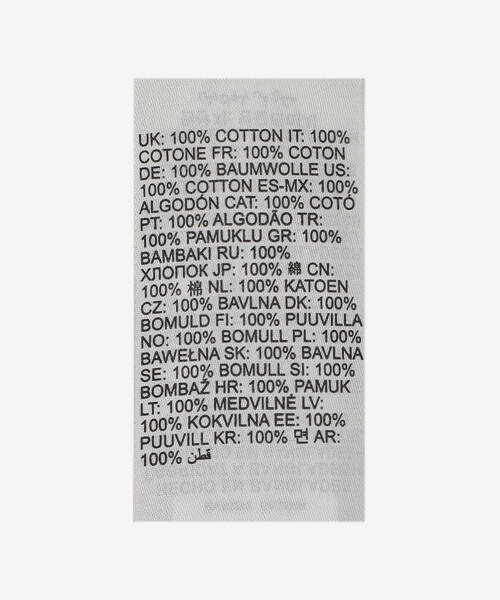 UK: 100% COTTON IT: 100%
COTONE FR: 100% COTON
DE: 100% BAUMWOLLE US:
100% COTTON ES-MX: 100%
ALGODÓN CAT: 100% COTÓ
PT: 100% ALGODÃO TR:
100% PAMUKLU GR: 100%
BAMBAKI RU: 100%
ХЛОПОК JP: 100% 綿 CN:
100% 棉 NL: 100% KATOEN
CZ: 100% BAVLNA DK: 100%
BOMULD FI: 100% PUUVILLA
NO: 100% BOMULL PL: 100%
BAWEŁNA SK: 100% BAVLNA
SE: 100% BOMULL SI: 100%
BOMBAŽ HR: 100% PAMUK
LT: 100% MEDVILNĖ LV:
100% KOKVILNA EE: 100%
PUUVILL KR: 100% 면 AR:
100% قطن
HECHO EN BANGLADESH